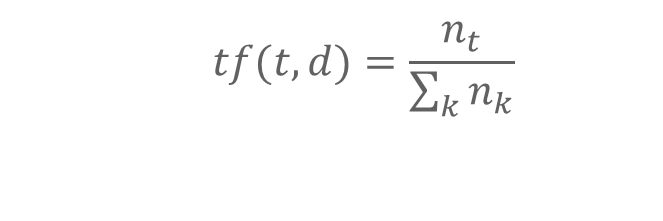 tf(t, d) = n_t / ∑_k n_k